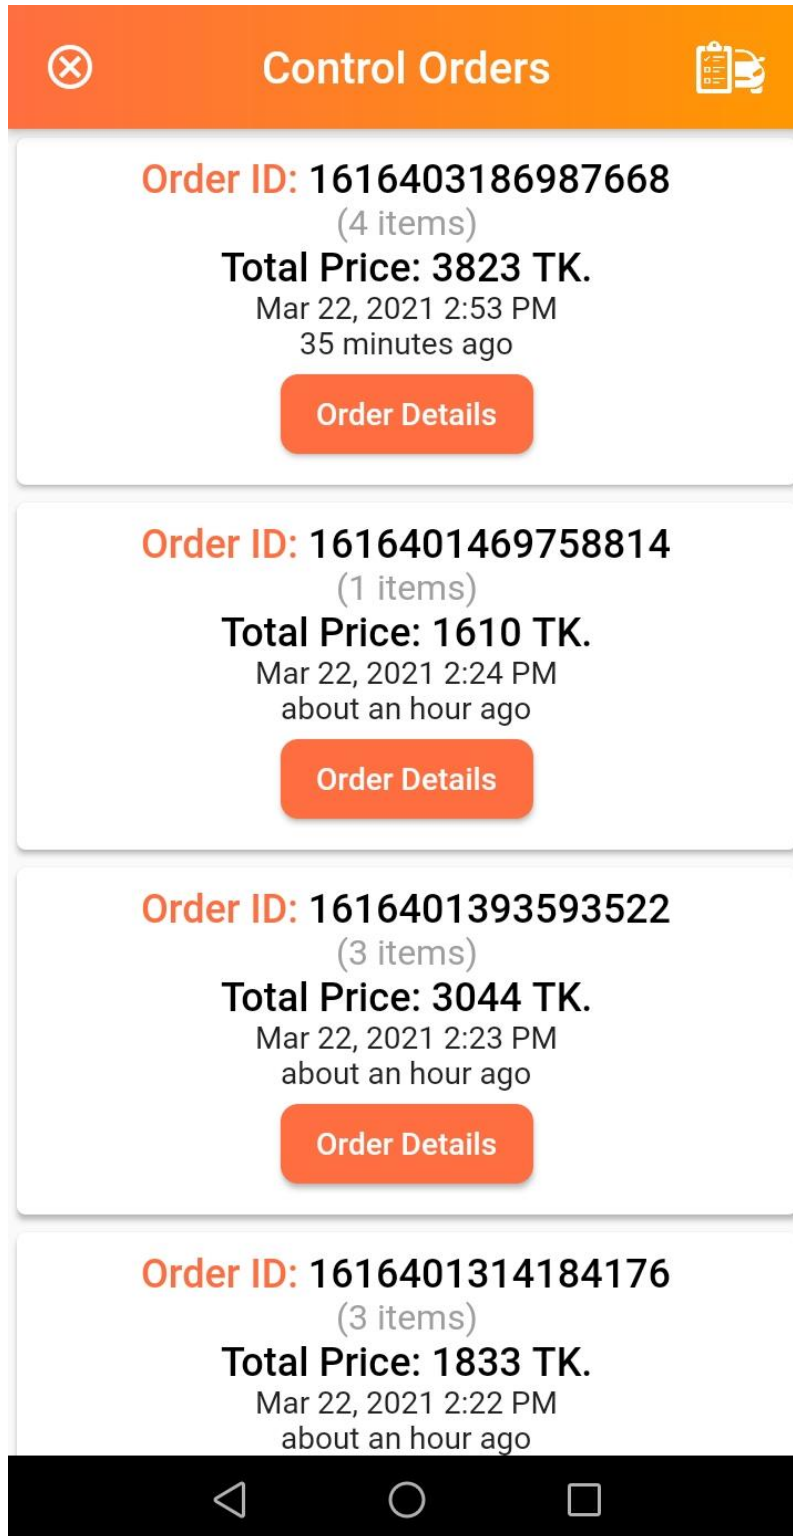 Control Orders
Order ID: 1616403186987668
(4 items)
Total Price: 3823 TK.
Mar 22, 2021 2:53 PM
35 minutes ago
Order Details
Order ID: 1616401469758814
(1 items)
Total Price: 1610 TK.
Mar 22, 2021 2:24 PM
about an hour ago
Order Details
Order ID: 1616401393593522
(3 items)
Total Price: 3044 TK.
Mar 22, 2021 2:23 PM
about an hour ago
Order Details
Order ID: 1616401314184176
(3 items)
Total Price: 1833 TK.
Mar 22, 2021 2:22 PM
about an hour ago